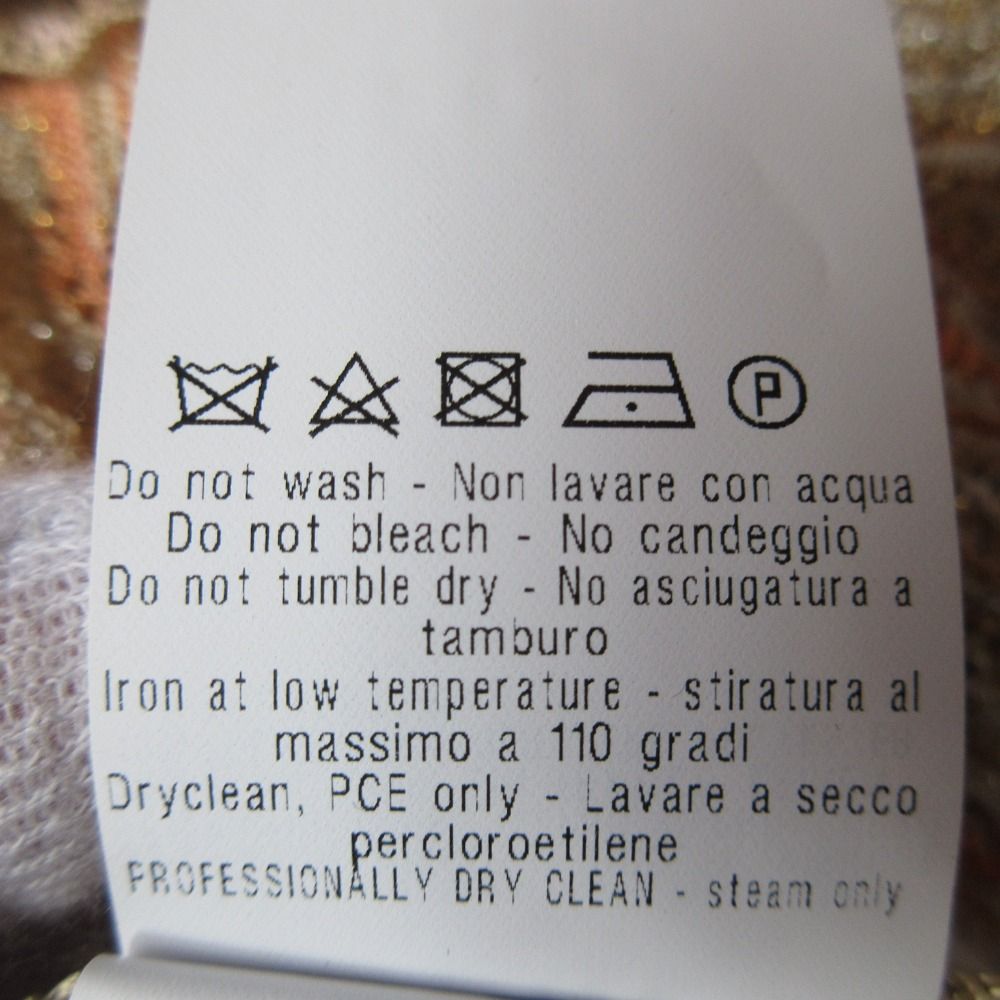 P
Do not wash - Non lavare con acqua
Do not bleach - No candeggio
Do not tumble dry - No asciugatura a
tamburo
Iron at low temperature - stiratura al
massimo a 110 gradi
Dryclean, PCE only - Lavare a secco
percloroetilene
PROFESSIONALLY DRY CLEAN - steam only